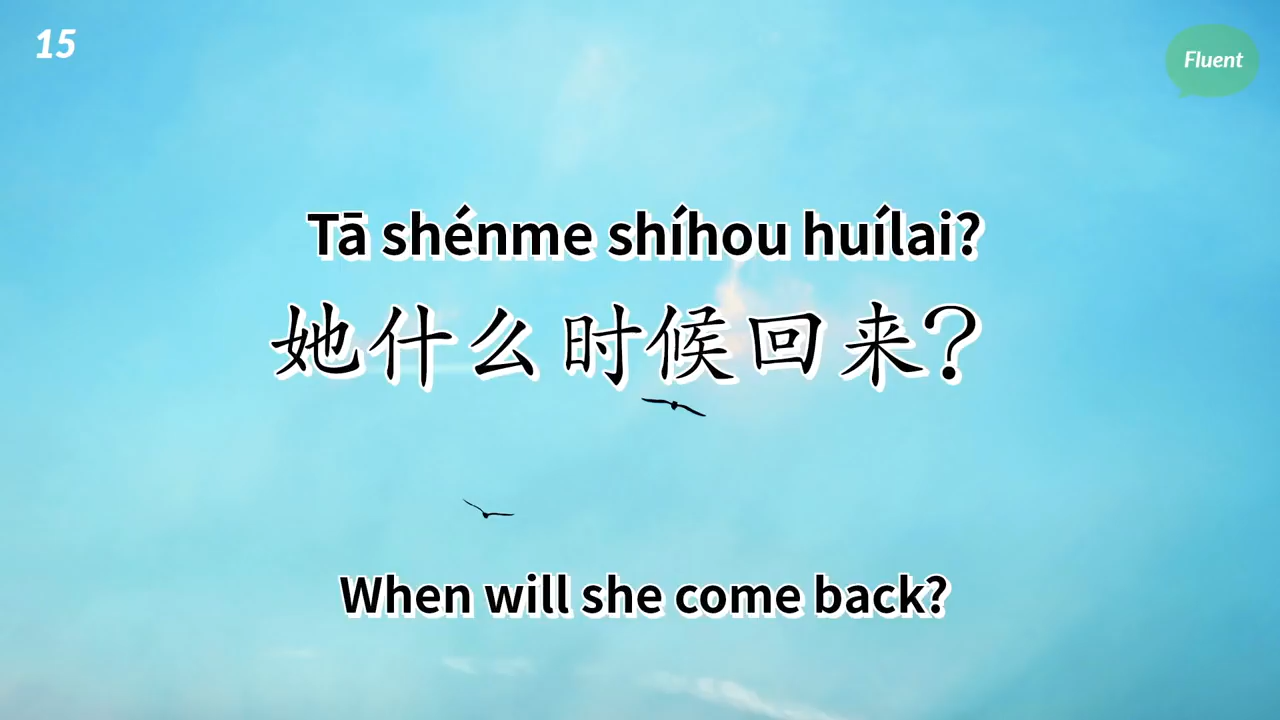 15
Fluent
Tā shénme shíhou huílai?
她什么时候回来？
When will she come back?